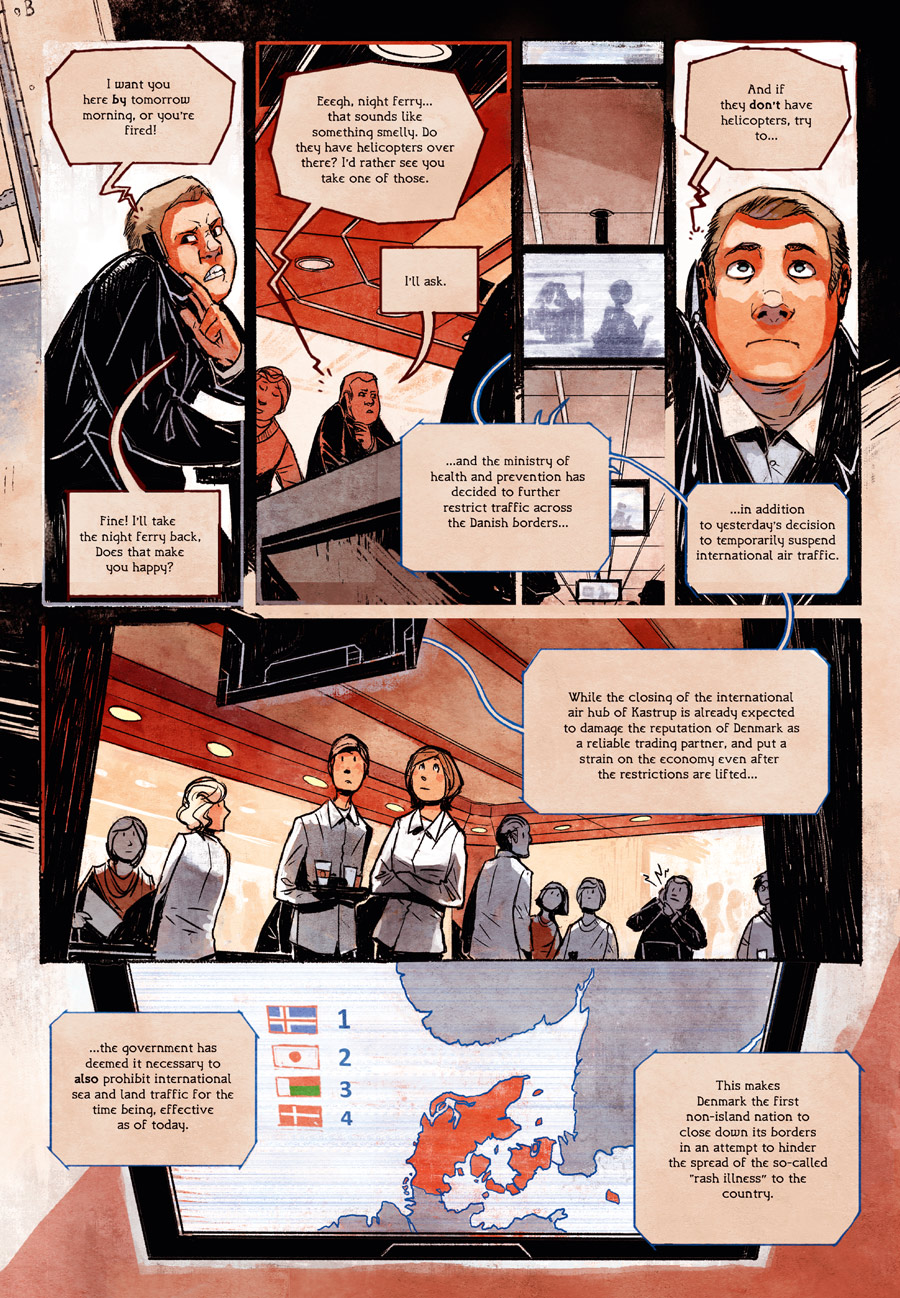 I want you
here by tomorrow
morning, or you're
fired!
Fine! I'll take
the night ferry back,
Does that make
you happy?
Eeegh, night ferry...
that sounds like
something smelly. Do
they have helicopters over
there? I'd rather see you
take one of those.
I'll ask.
...and the ministry of
health and prevention has
decided to further
restrict traffic across
the Danish borders...
And if
they don't have
helicopters, try
to...
...in addition
to yesterday's decision
to temporarily suspend
international air traffic.
While the closing of the international
air hub of Kastrup is already expected
to damage the reputation of Denmark as
a reliable trading partner, and put a
strain on the economy even after
the restrictions are lifted...
...the government has
deemed it necessary to
also prohibit international
sea and land traffic for the
time being, effective
as of today.
1
2
3
4
This makes
Denmark the first
non-island nation to
close down its borders
in an attempt to hinder
the spread of the so-called
"rash illness" to the
country.